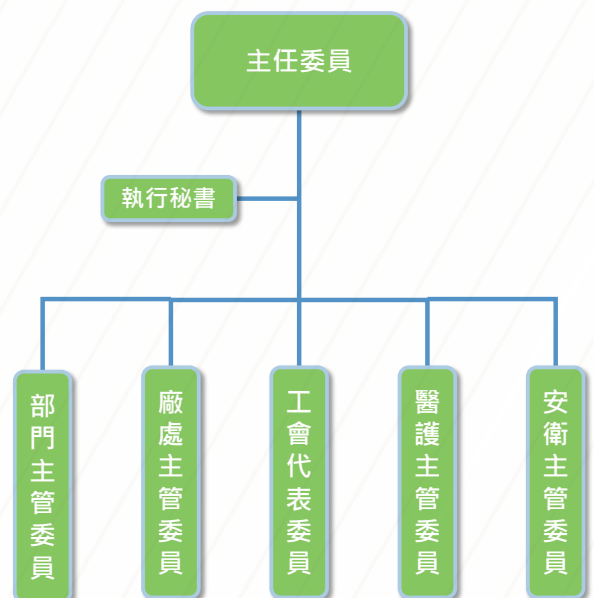 主任委員
執行秘書
部門主管委員
廠處主管委員
工會代表委員
醫護主管委員
安衛主管委員